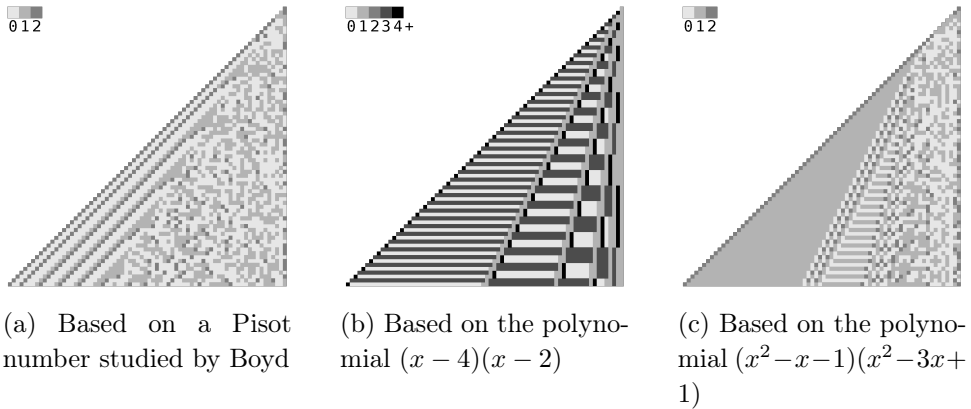 012
01234+
012
(a) Based on a Pisot
number studied by Boyd
(b) Based on the polyno-
mial (x − 4)(x − 2)
(c) Based on the polyno-
mial (x²−x−1)(x²−3x+
1)